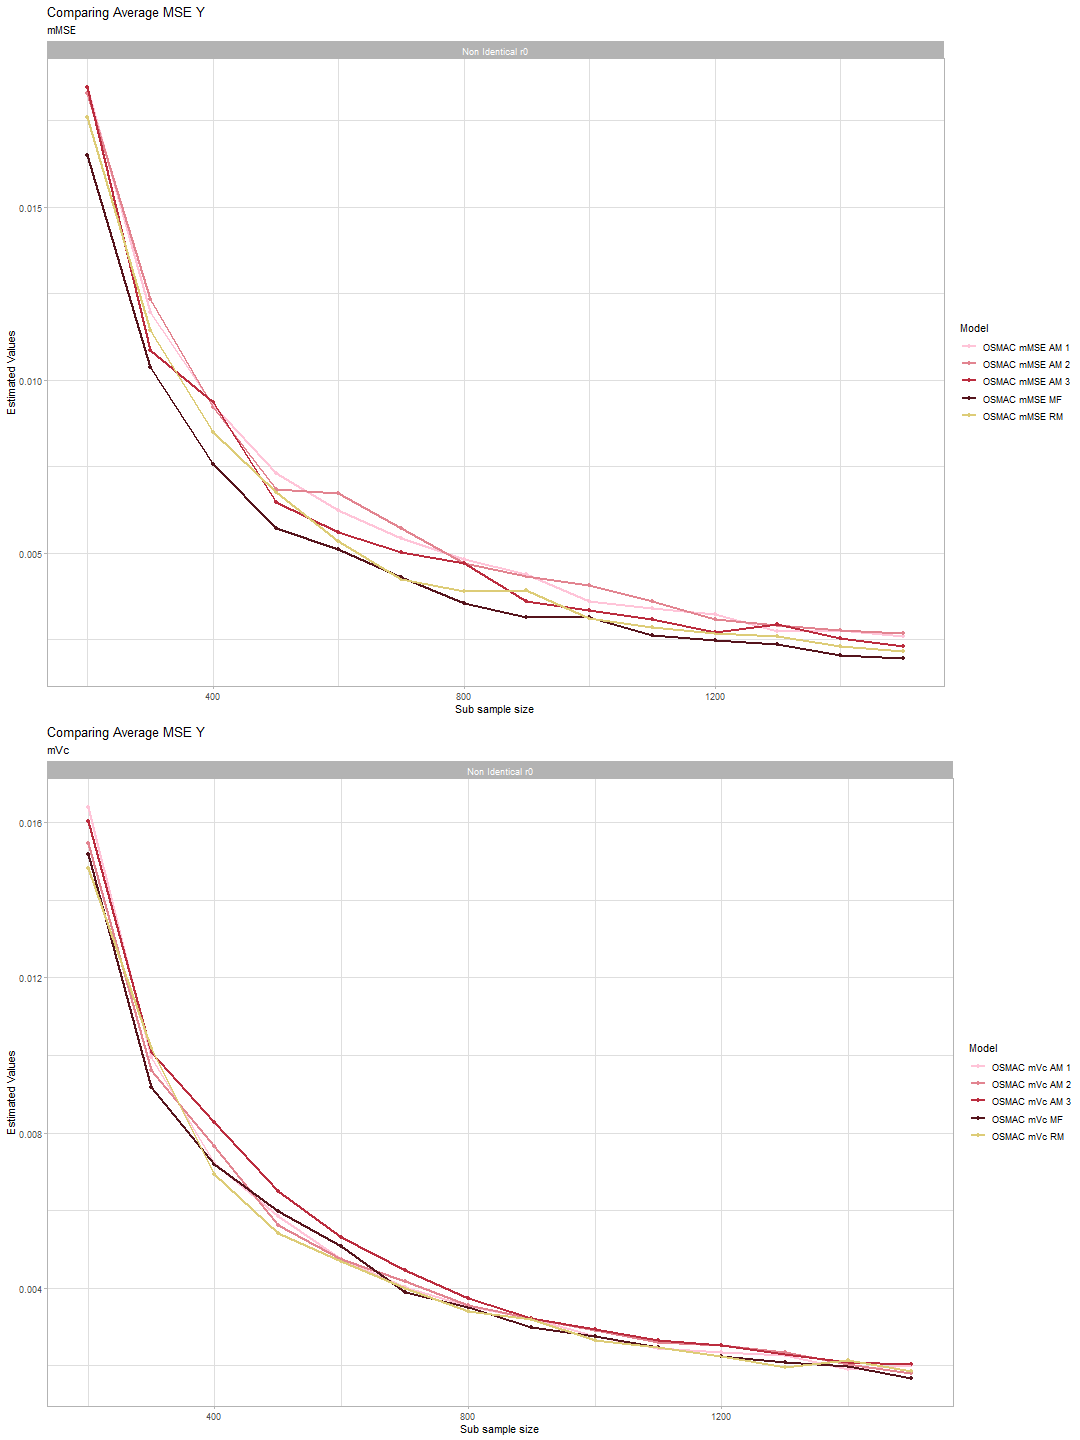 Comparing Average MSE Y
mMSE
Non Identical r0
0.015
0.010
0.005
Estimated Values
400
800
1200
Sub sample size
Model
OSMAC mMSE AM 1
OSMAC mMSE AM 2
OSMAC mMSE AM 3
OSMAC mMSE MF
OSMAC mMSE RM
Comparing Average MSE Y
mVc
Non Identical r0
0.016
0.012
0.008
0.004
Estimated Values
400
800
1200
Sub sample size
Model
OSMAC mVc AM 1
OSMAC mVc AM 2
OSMAC mVc AM 3
OSMAC mVc MF
OSMAC mVc RM